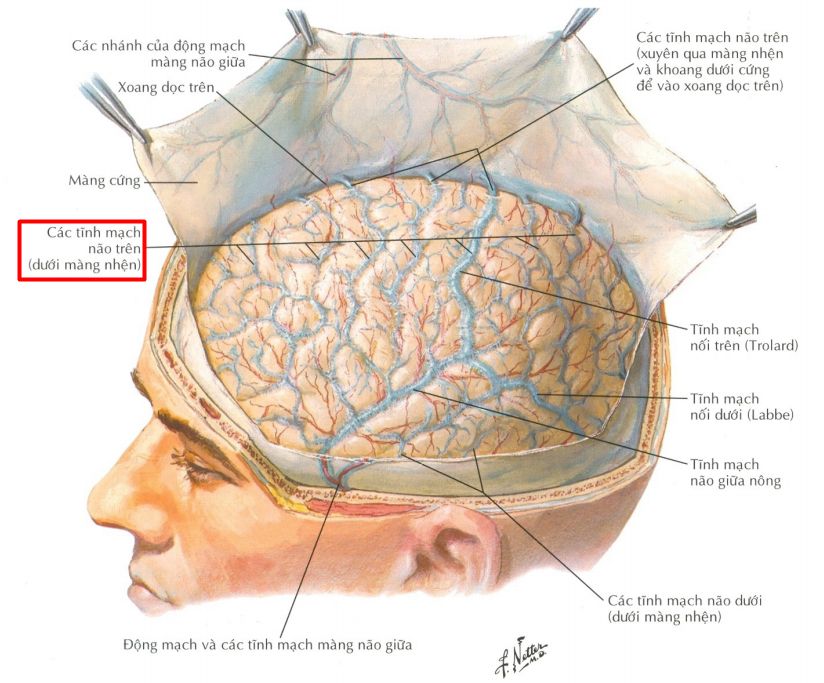 Các nhánh của động mạch
màng não giữa
Xoang dọc trên
Các tĩnh mạch não trên
(xuyên qua màng nhện
và khoang dưới cứng
để vào xoang dọc trên)
Màng cứng
Các tĩnh mạch
não trên
(dưới màng nhện)
Tĩnh mạch
nối trên (Trolard)
Tĩnh mạch
nối dưới (Labbe)
Tĩnh mạch
não giữa nông
Các tĩnh mạch não dưới
(dưới màng nhện)
Động mạch và các tĩnh mạch màng não giữa
F. Netter
M.D.